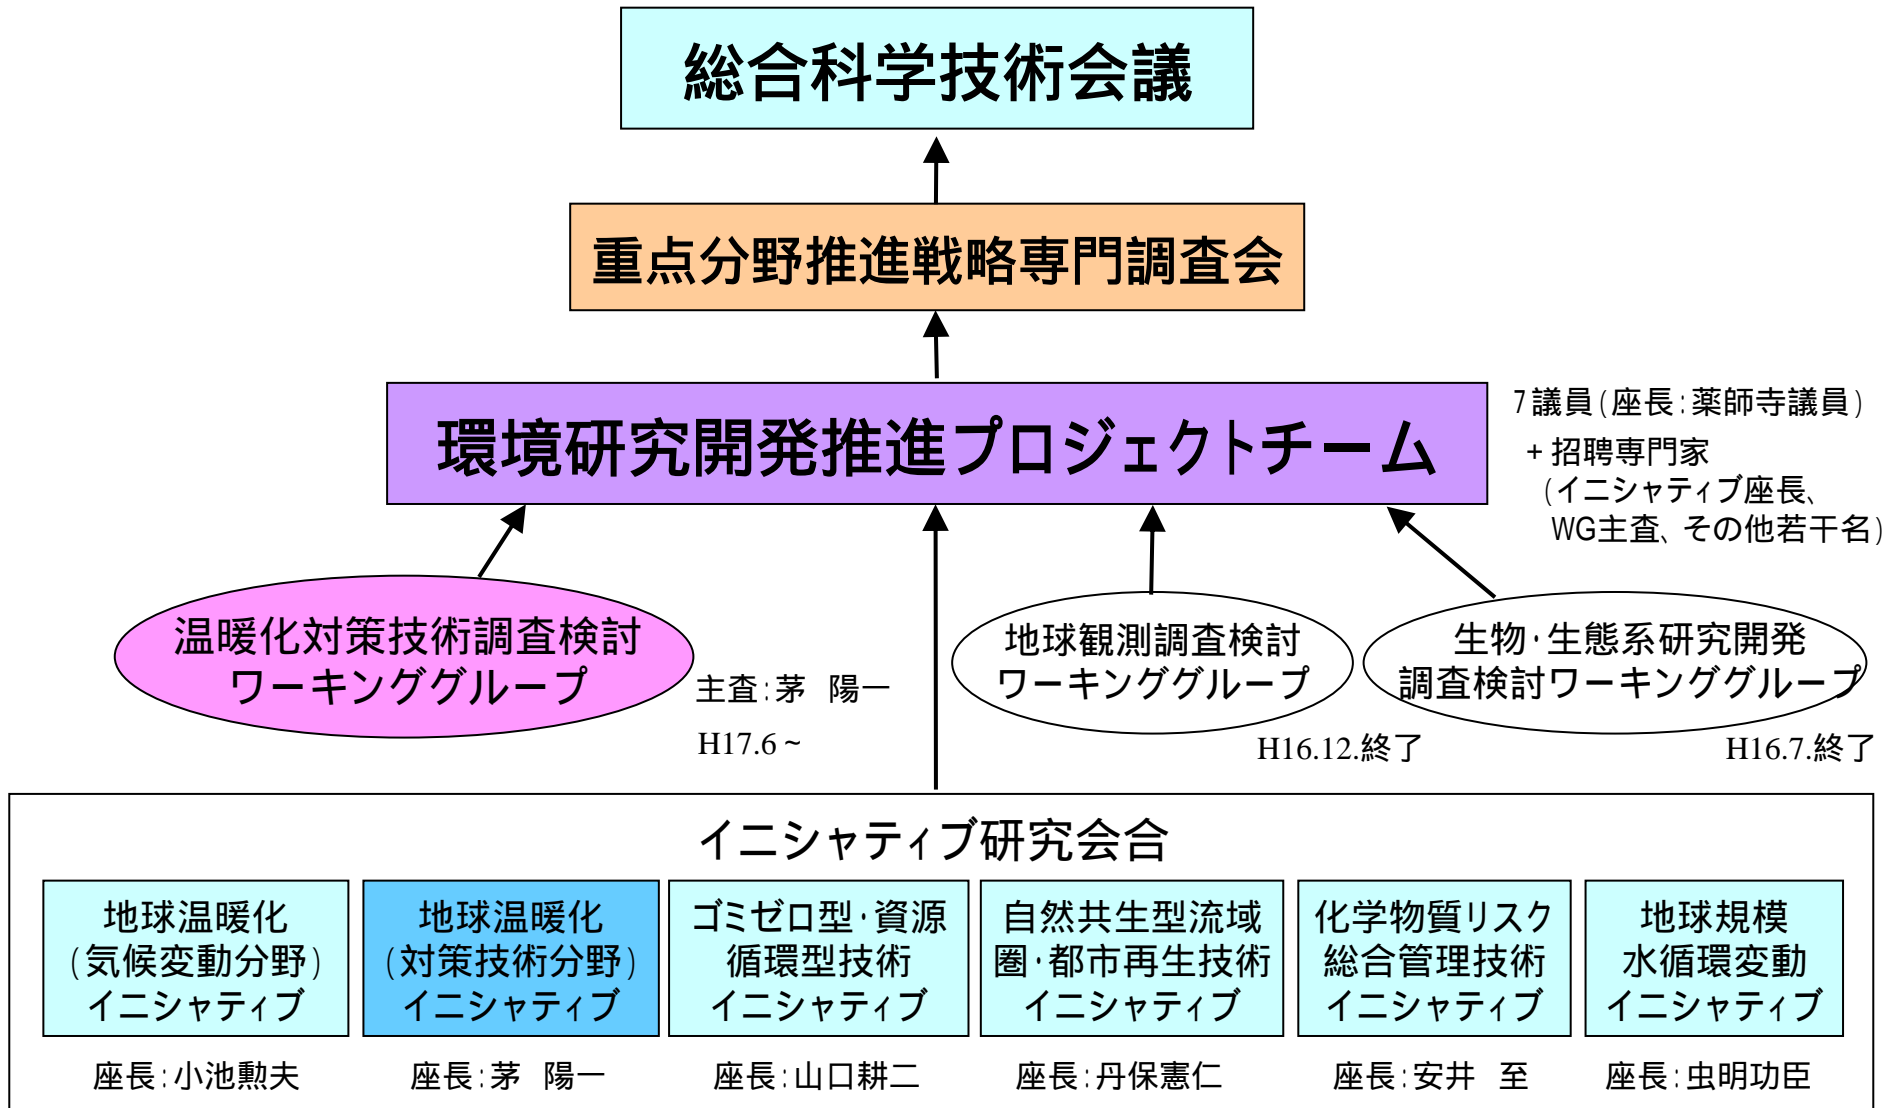 総合科学技術会議
重点分野推進戦略専門調査会
環境研究開発推進プロジェクトチーム
7議員(座長:薬師寺議員)
+招聘専門家
(イニシャティブ座長、
WG主査、その他若干名)
温暖化対策技術調査検討
ワーキンググループ
主査:茅 陽一
H17.6~
地球観測調査検討
ワーキンググループ
H16.12.終了
生物・生態系研究開発
調査検討ワーキンググループ
H16.7.終了
イニシャティブ研究会合
地球温暖化
(気候変動分野)
イニシャティブ
座長:小池勲夫
地球温暖化
(対策技術分野)
イニシャティブ
座長:茅 陽一
ゴミゼロ型・資源
循環型技術
イニシャティブ
座長:山口耕二
自然共生型流域
圏・都市再生技術
イニシャティブ
座長:丹保憲仁
化学物質リスク
総合管理技術
イニシャティブ
座長:安井 至
地球規模
水循環変動
イニシャティブ
座長:虫明功臣